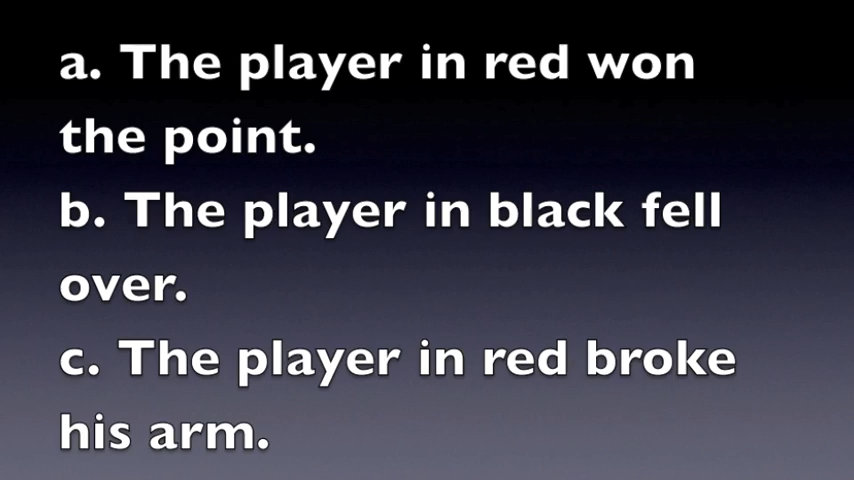 a. The player in red won
the point.
b. The player in black fell
over.
c. The player in red broke
his arm.